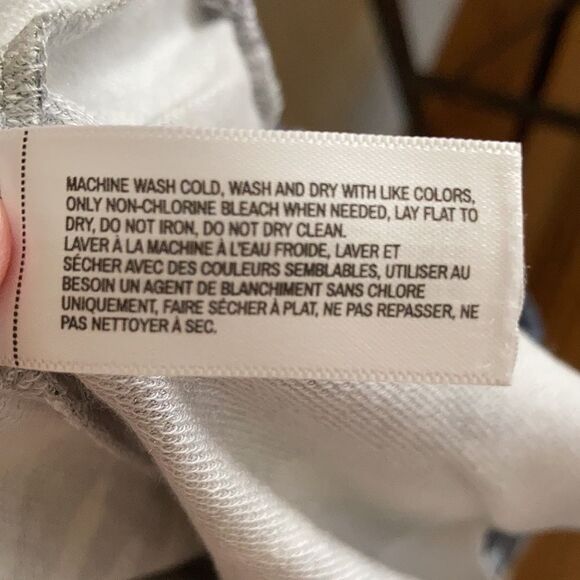 MACHINE WASH COLD, WASH AND DRY WITH LIKE COLORS,
ONLY NON-CHLORINE BLEACH WHEN NEEDED, LAY FLAT TO
DRY, DO NOT IRON, DO NOT DRY CLEAN.
LAVER À LA MACHINE À L'EAU FROIDE, LAVER ET
SÉCHER AVEC DES COULEURS SEMBLABLES, UTILISER AU
BESOIN UN AGENT DE BLANCHIMENT SANS CHLORE
UNIQUEMENT, FAIRE SÉCHER À PLAT, NE PAS REPASSER, NE
PAS NETTOYER À SEC.